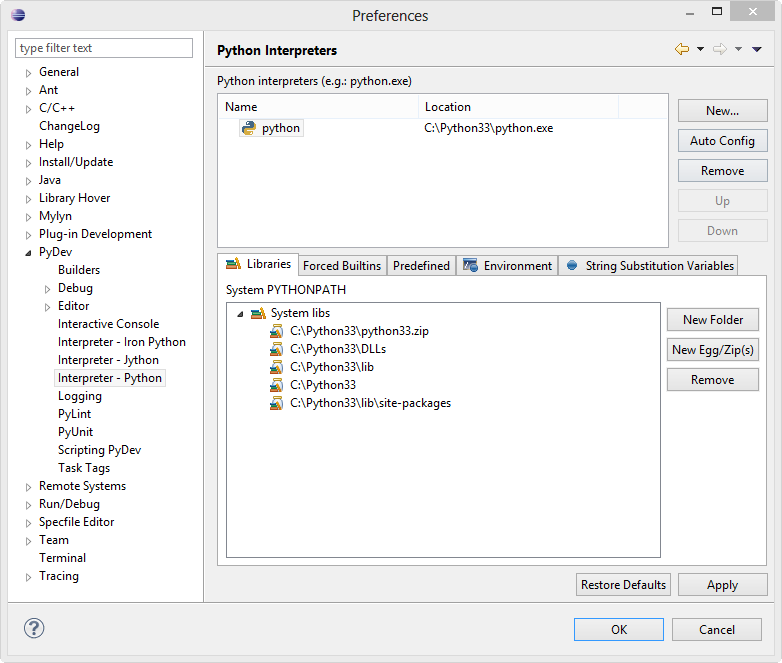 Preferences
type filter text
General
Ant
C/C++
ChangeLog
Help
Install/Update
Java
Library Hover
Mylyn
Plug-in Development
PyDev
Builders
Debug
Editor
Interactive Console
Interpreter - Iron Python
Interpreter - Jython
Interpreter - Python
Logging
PyLint
PyUnit
Scripting PyDev
Task Tags
Remote Systems
Run/Debug
Specfile Editor
Team
Terminal
Tracing
Python Interpreters
Python interpreters (e.g.: python.exe)
Name Location
python C:\Python33\python.exe
New...
Auto Config
Remove
Up
Down
Libraries Forced Builtins Predefined Environment String Substitution Variables
System PYTHONPATH
System libs
C:\Python33\python33.zip
C:\Python33\DLLs
C:\Python33\lib
C:\Python33
C:\Python33\lib\site-packages
New Folder
New Egg/Zip(s)
Remove
Restore Defaults Apply
OK Cancel